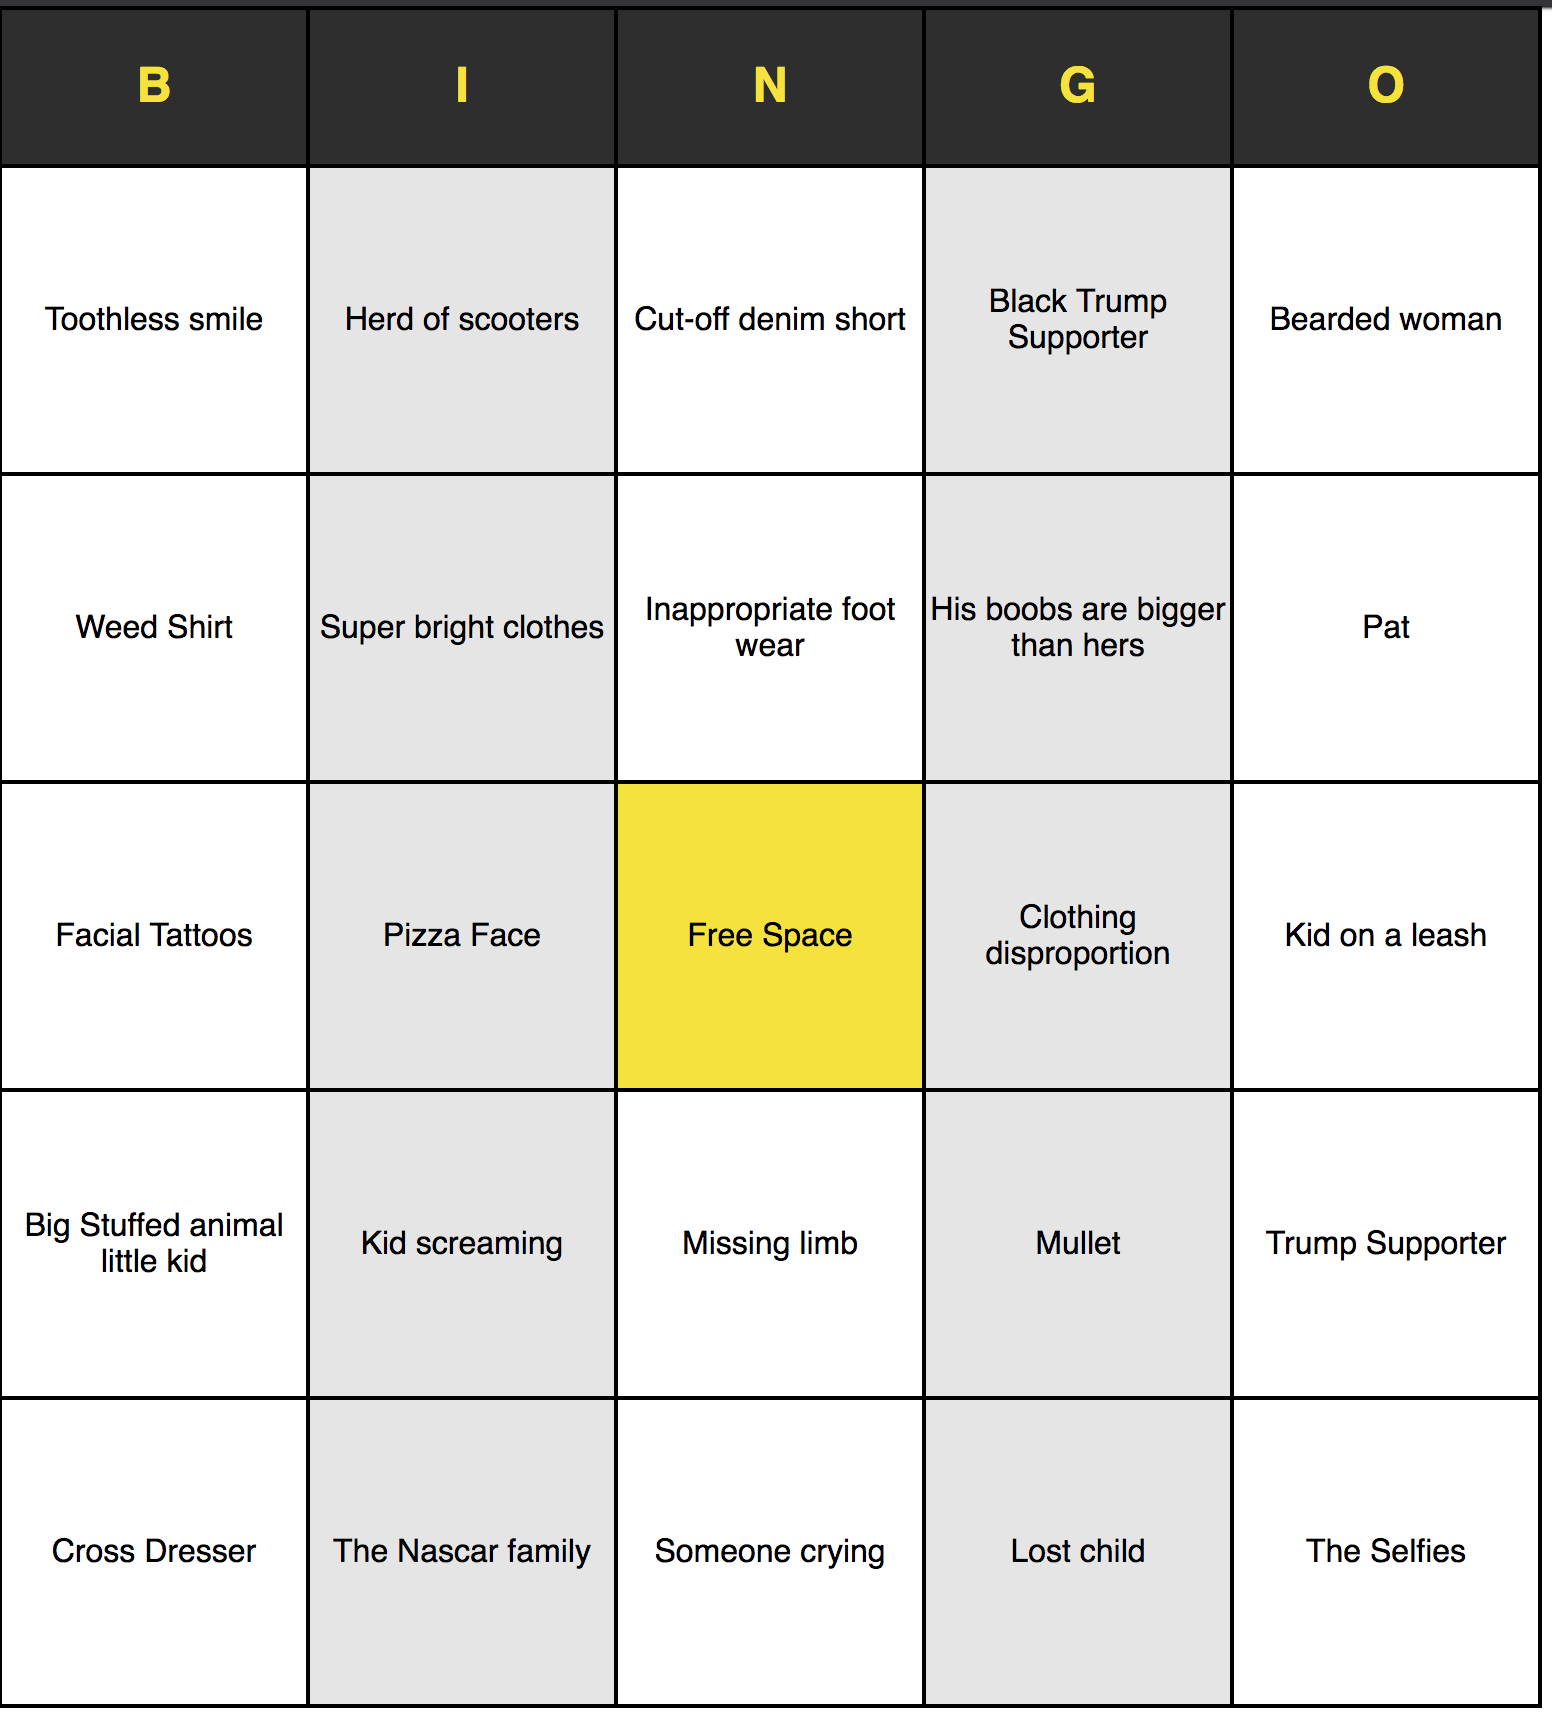 B I N G O
Toothless smile
Herd of scooters
Cut-off denim short
Black Trump
Supporter
Bearded woman
Weed Shirt
Super bright clothes
Inappropriate foot
wear
His boobs are bigger
than hers
Pat
Facial Tattoos
Pizza Face
Free Space
Clothing
disproportion
Kid on a leash
Big Stuffed animal
little kid
Kid screaming
Missing limb
Mullet
Trump Supporter
Cross Dresser
The Nascar family
Someone crying
Lost child
The Selfies